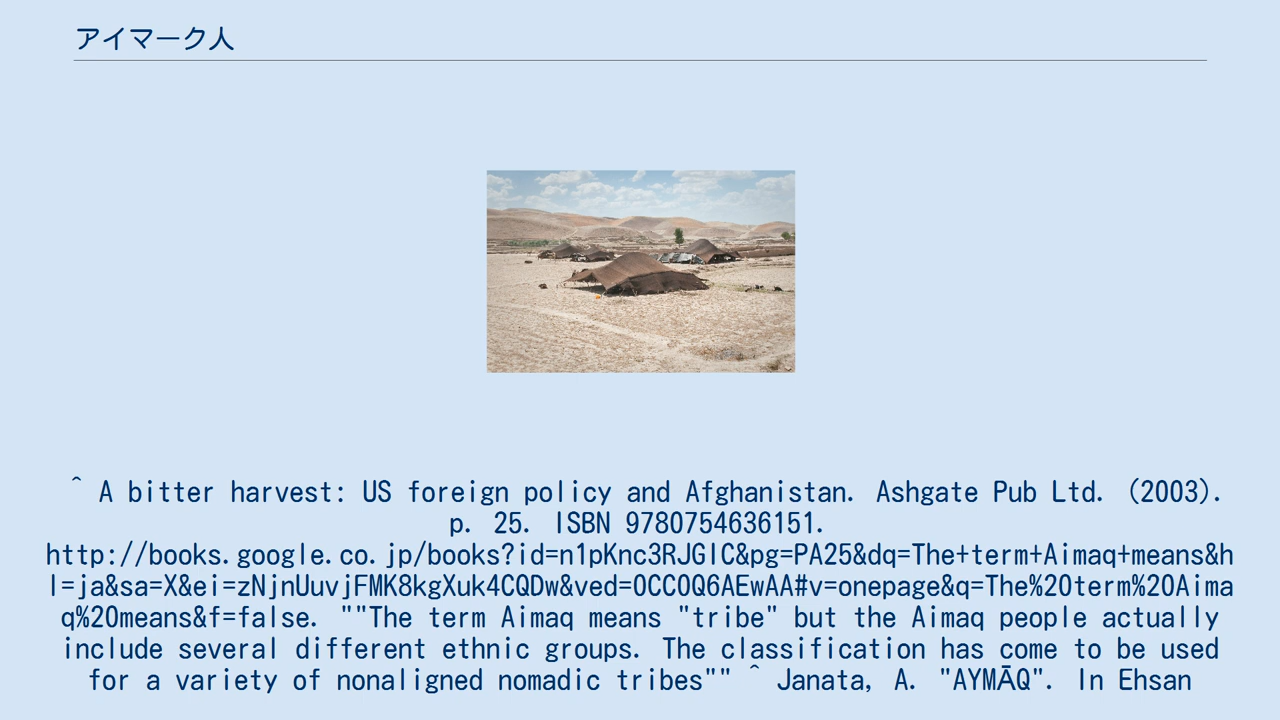 アイマーク人
^ A bitter harvest: US foreign policy and Afghanistan. Ashgate Pub Ltd. (2003).
p. 25. ISBN 9780754636151.
http://books.google.co.jp/books?id=n1pKnc3RJGIC&pg=PA25&dq=The+term+Aimaq+means&h
l=ja&sa=X&ei=zNjnUuvjFMK8kgXuk4CQDw&ved=0CC0Q6AEwAA#v=onepage&q=The%20term%20Aima
q%20means&f=false. ""The term Aimaq means "tribe" but the Aimaq people actually
include several different ethnic groups. The classification has come to be used
for a variety of nonaligned nomadic tribes"" ^ Janata, A. "AYMĀQ". In Ehsan